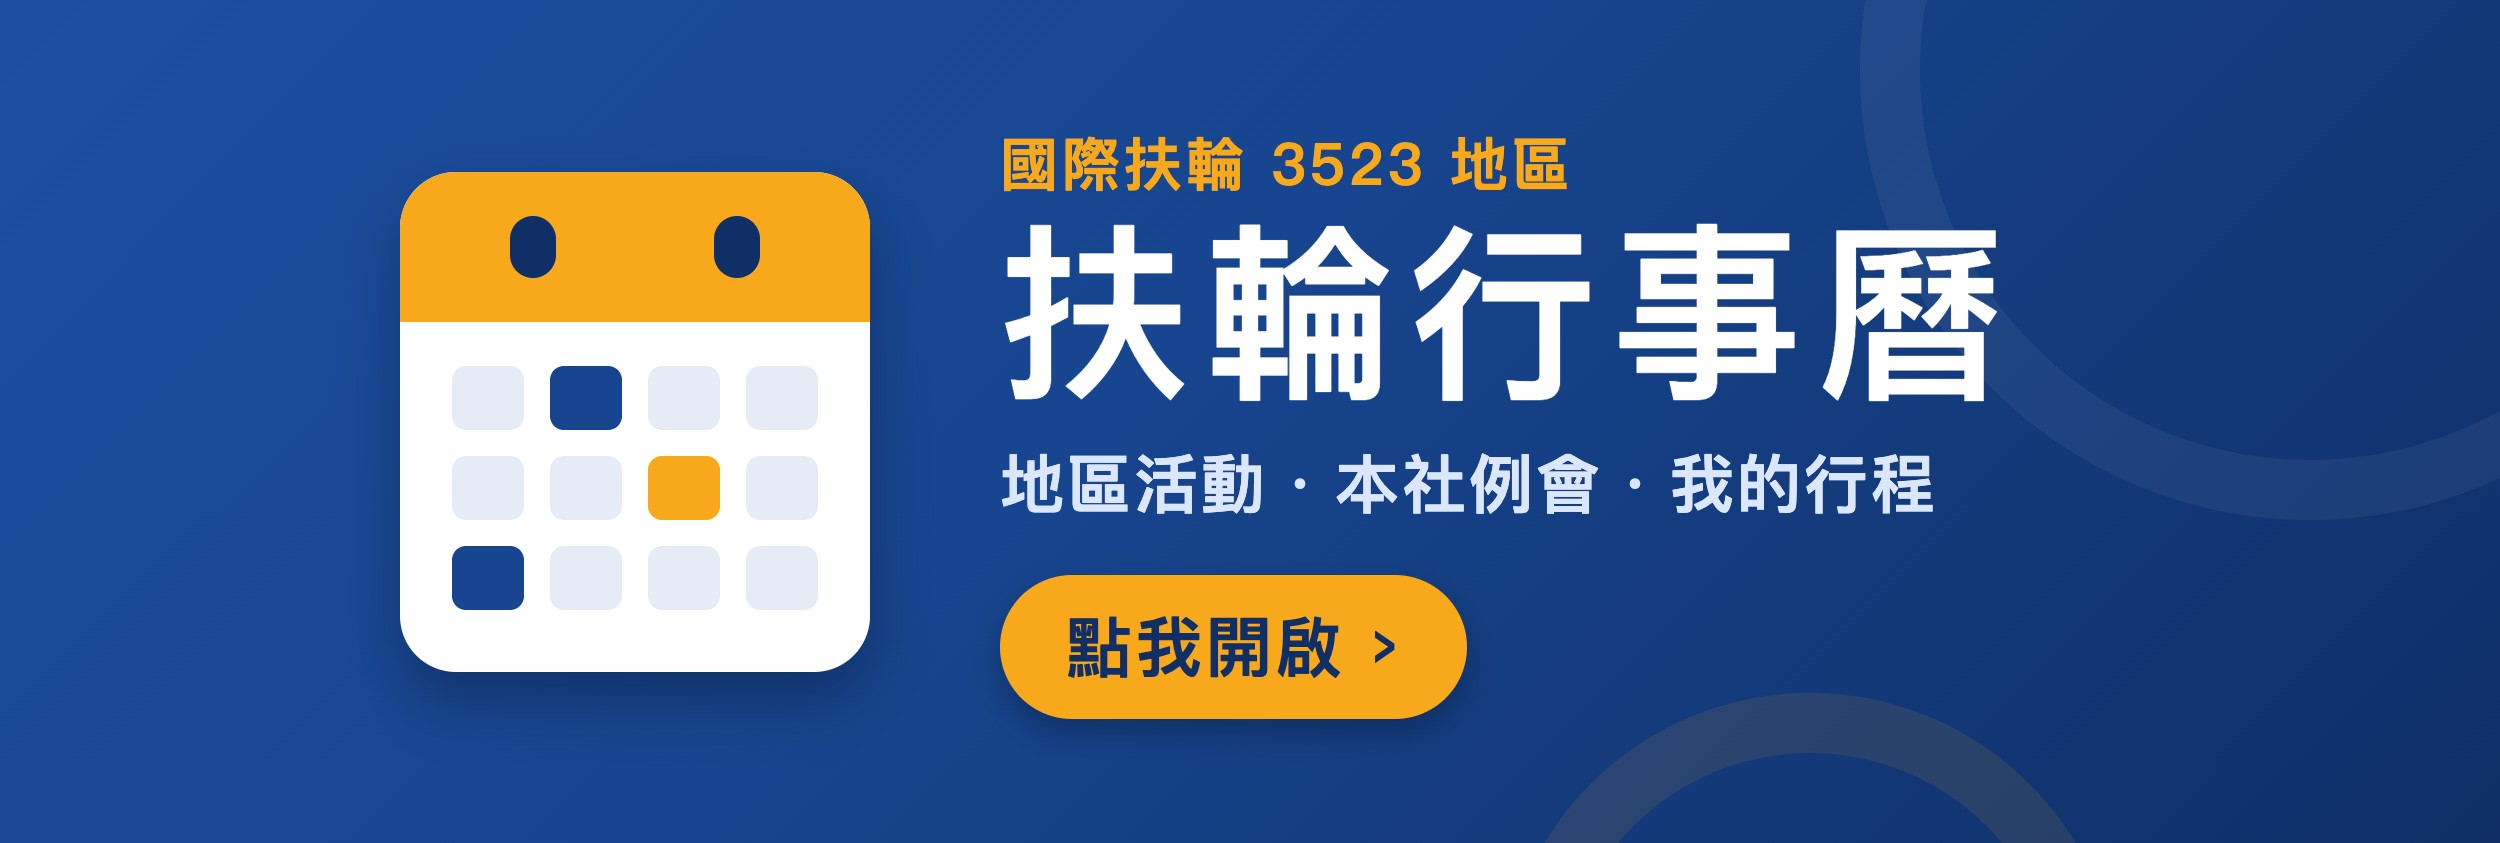 國際扶輪 3523 地區
扶輪行事曆
地區活動 · 本社例會 · 我的行程
點我開啟 >